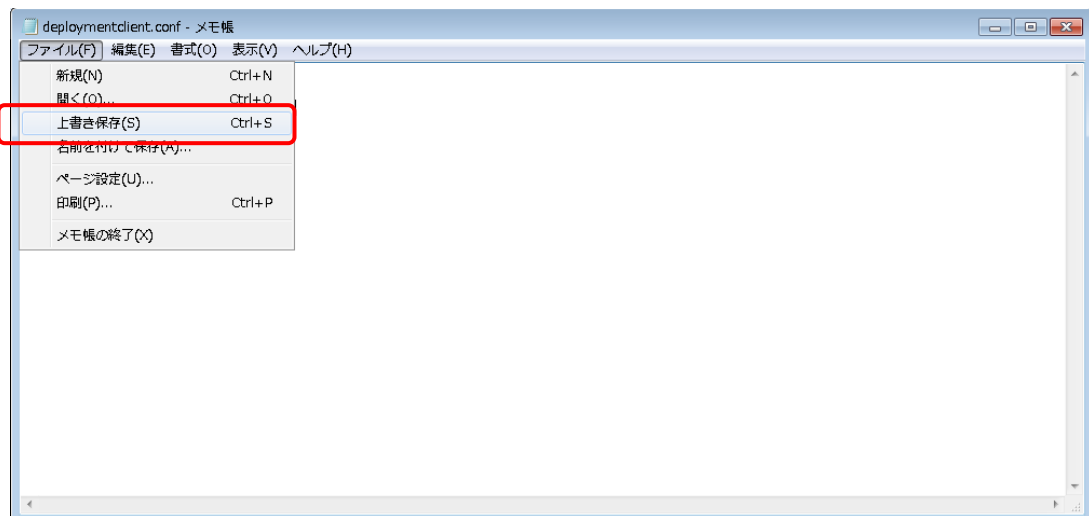 deploymentclient.conf - メモ帳
ファイル(F) 編集(E) 書式(O) 表示(V) ヘルプ(H)
新規(N) Ctrl+N
開く(O)... Ctrl+O
上書き保存(S) Ctrl+S
名前を付けて保存(A)...
ページ設定(U)...
印刷(P)... Ctrl+P
メモ帳の終了(X)